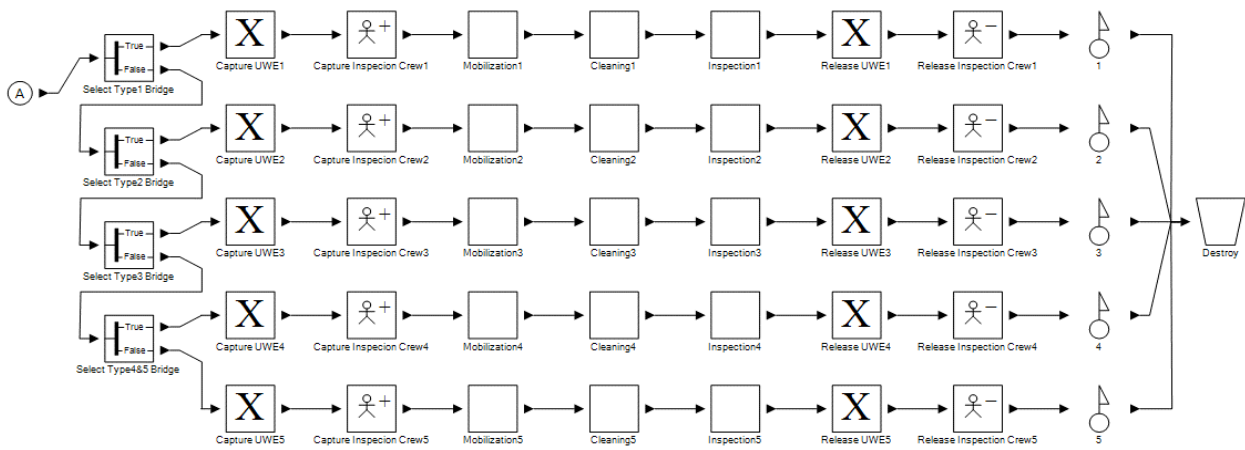 A
True
False
Select Type1 Bridge
X
Capture UWE1
+
Capture Inspecion Crew1
Mobilization1
Cleaning1
Inspection1
X
Release UWE1
–
Release Inspection Crew1
1
True
False
Select Type2 Bridge
X
Capture UWE2
+
Capture Inspecion Crew2
Mobilization2
Cleaning2
Inspection2
X
Release UWE2
–
Release Inspection Crew2
2
True
False
Select Type3 Bridge
X
Capture UWE3
+
Capture Inspecion Crew3
Mobilization3
Cleaning3
Inspection3
X
Release UWE3
–
Release Inspection Crew3
3
Destroy
True
False
Select Type4&5 Bridge
X
Capture UWE4
+
Capture Inspecion Crew4
Mobilization4
Cleaning4
Inspection4
X
Release UWE4
–
Release Inspection Crew4
4
X
Capture UWE5
+
Capture Inspecion Crew5
Mobilization5
Cleaning5
Inspection5
X
Release UWE5
–
Release Inspection Crew5
5